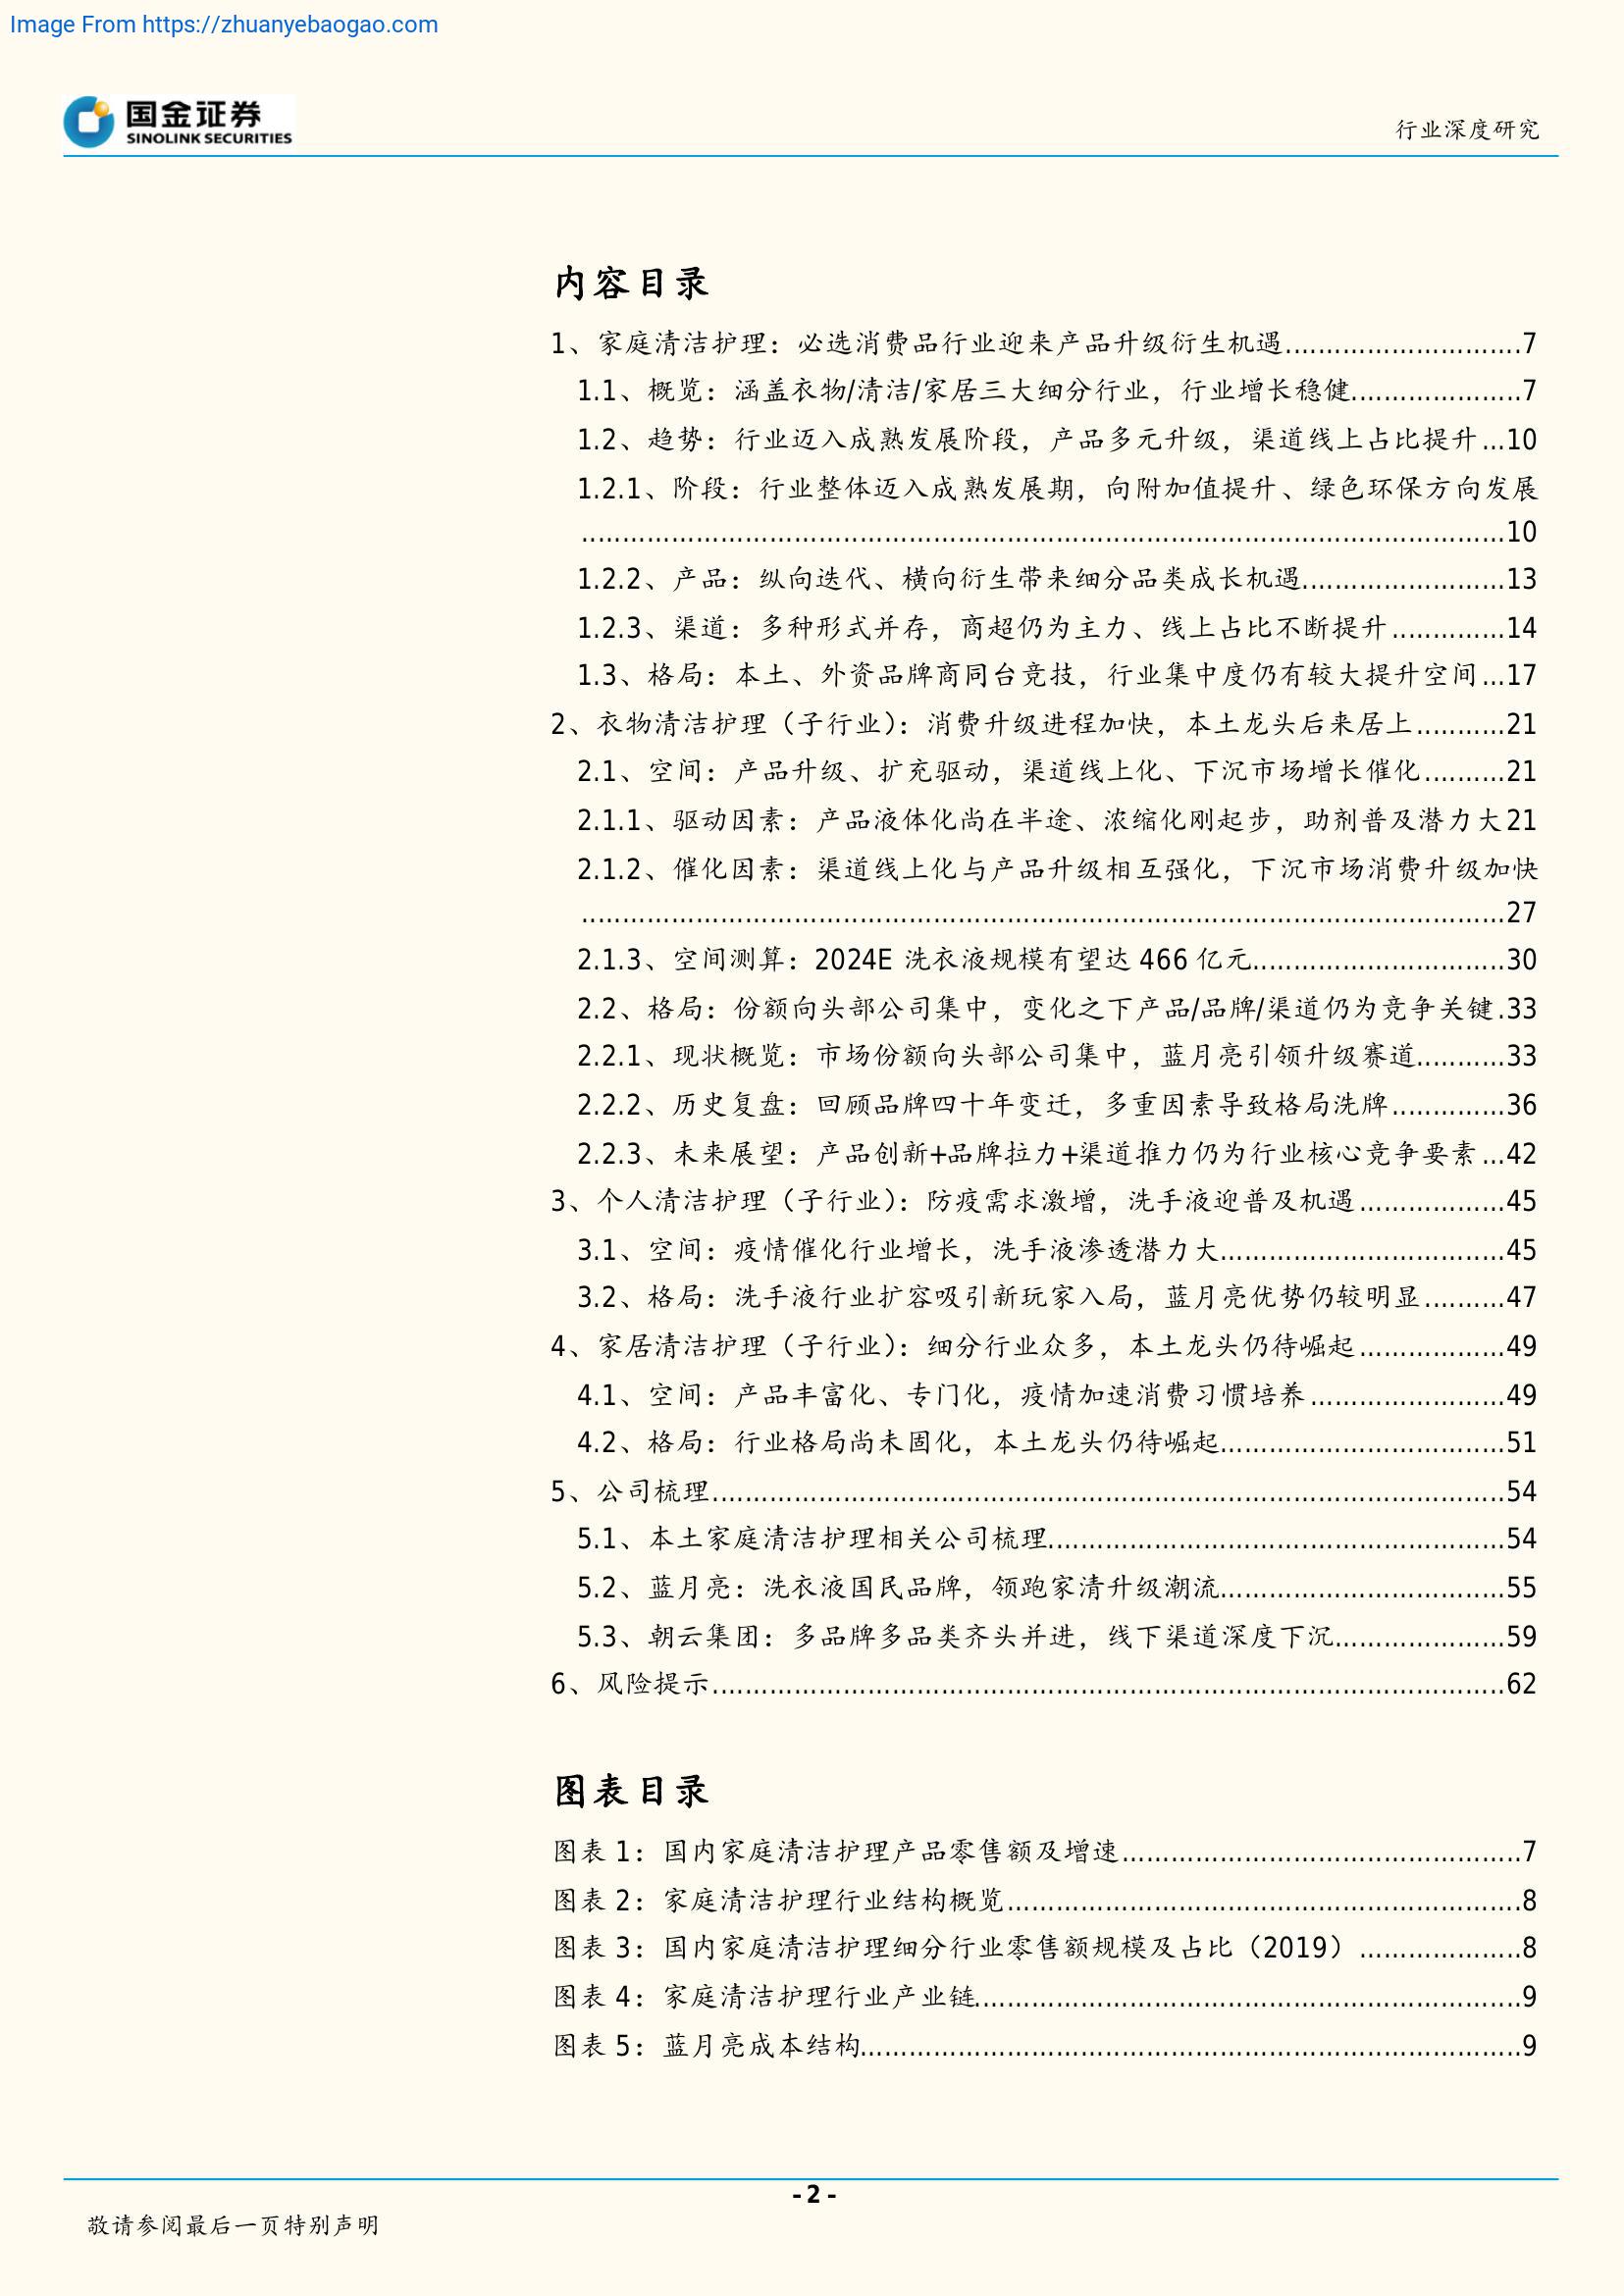 Image From https://zhuanyebaogao.com
国金证券
SINOLINK SECURITIES
行业深度研究
内容目录
1、家庭清洁护理：必选消费品行业迎来产品升级衍生机遇.............................7
1.1、概览：涵盖衣物/清洁/家居三大细分行业，行业增长稳健.....................7
1.2、趋势：行业迈入成熟发展阶段，产品多元升级，渠道线上占比提升...10
1.2.1、阶段：行业整体迈入成熟发展期，向附加值提升、绿色环保方向发展
.................................................................................................................10
1.2.2、产品：纵向迭代、横向衍生带来细分品类成长机遇.........................13
1.2.3、渠道：多种形式并存，商超仍为主力、线上占比不断提升..............14
1.3、格局：本土、外资品牌商同台竞技，行业集中度仍有较大提升空间...17
2、衣物清洁护理（子行业）：消费升级进程加快，本土龙头后来居上...........21
2.1、空间：产品升级、扩充驱动，渠道线上化、下沉市场增长催化..........21
2.1.1、驱动因素：产品液体化尚在半途、浓缩化刚起步，助剂普及潜力大21
2.1.2、催化因素：渠道线上化与产品升级相互强化，下沉市场消费升级加快
.................................................................................................................27
2.1.3、空间测算：2024E 洗衣液规模有望达 466 亿元...............................30
2.2、格局：份额向头部公司集中，变化之下产品/品牌/渠道仍为竞争关键.33
2.2.1、现状概览：市场份额向头部公司集中，蓝月亮引领升级赛道...........33
2.2.2、历史复盘：回顾品牌四十年变迁，多重因素导致格局洗牌..............36
2.2.3、未来展望：产品创新+品牌拉力+渠道推力仍为行业核心竞争要素...42
3、个人清洁护理（子行业）：防疫需求激增，洗手液迎普及机遇..................45
3.1、空间：疫情催化行业增长，洗手液渗透潜力大...................................45
3.2、格局：洗手液行业扩容吸引新玩家入局，蓝月亮优势仍较明显..........47
4、家居清洁护理（子行业）：细分行业众多，本土龙头仍待崛起..................49
4.1、空间：产品丰富化、专门化，疫情加速消费习惯培养........................49
4.2、格局：行业格局尚未固化，本土龙头仍待崛起...................................51
5、公司梳理.................................................................................................54
5.1、本土家庭清洁护理相关公司梳理........................................................54
5.2、蓝月亮：洗衣液国民品牌，领跑家清升级潮流...................................55
5.3、朝云集团：多品牌多品类齐头并进，线下渠道深度下沉.....................59
6、风险提示.................................................................................................62
图表目录
图表 1：国内家庭清洁护理产品零售额及增速.................................................7
图表 2：家庭清洁护理行业结构概览...............................................................8
图表 3：国内家庭清洁护理细分行业零售额规模及占比（2019）....................8
图表 4：家庭清洁护理行业产业链...................................................................9
图表 5：蓝月亮成本结构.................................................................................9
- 2 -
敬请参阅最后一页特别声明